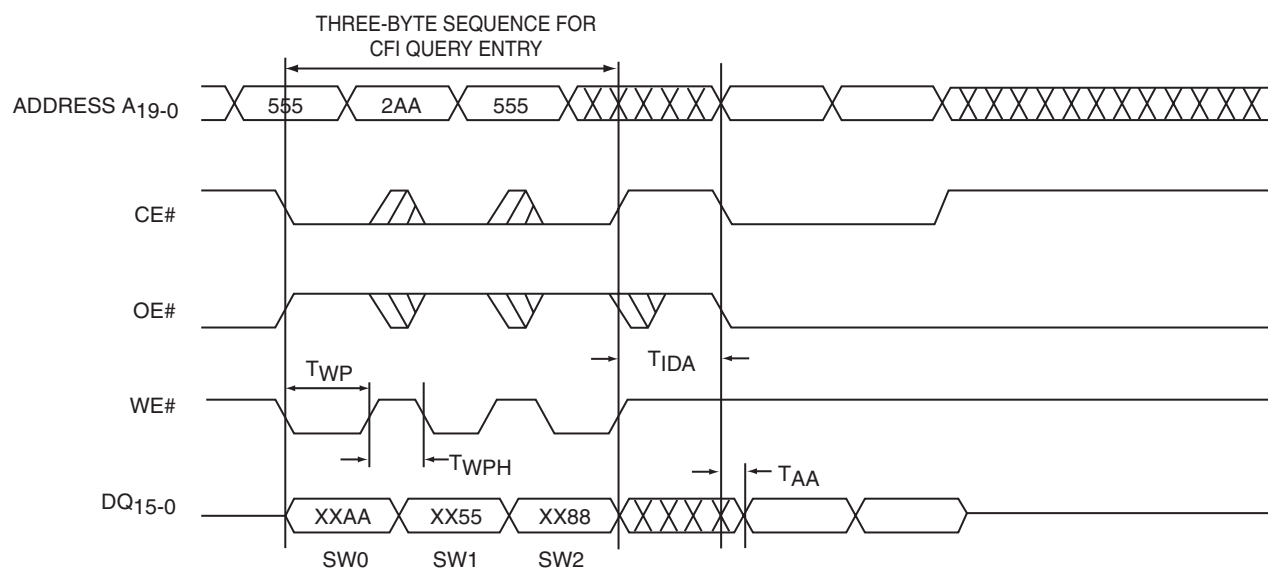 THREE-BYTE SEQUENCE FOR
CFI QUERY ENTRY
ADDRESS A19-0
555
2AA
555
CE#
OE#
TWP
TIDA
WE#
TWPH
TAA
DQ15-0
XXAA
XX55
XX88
SW0
SW1
SW2